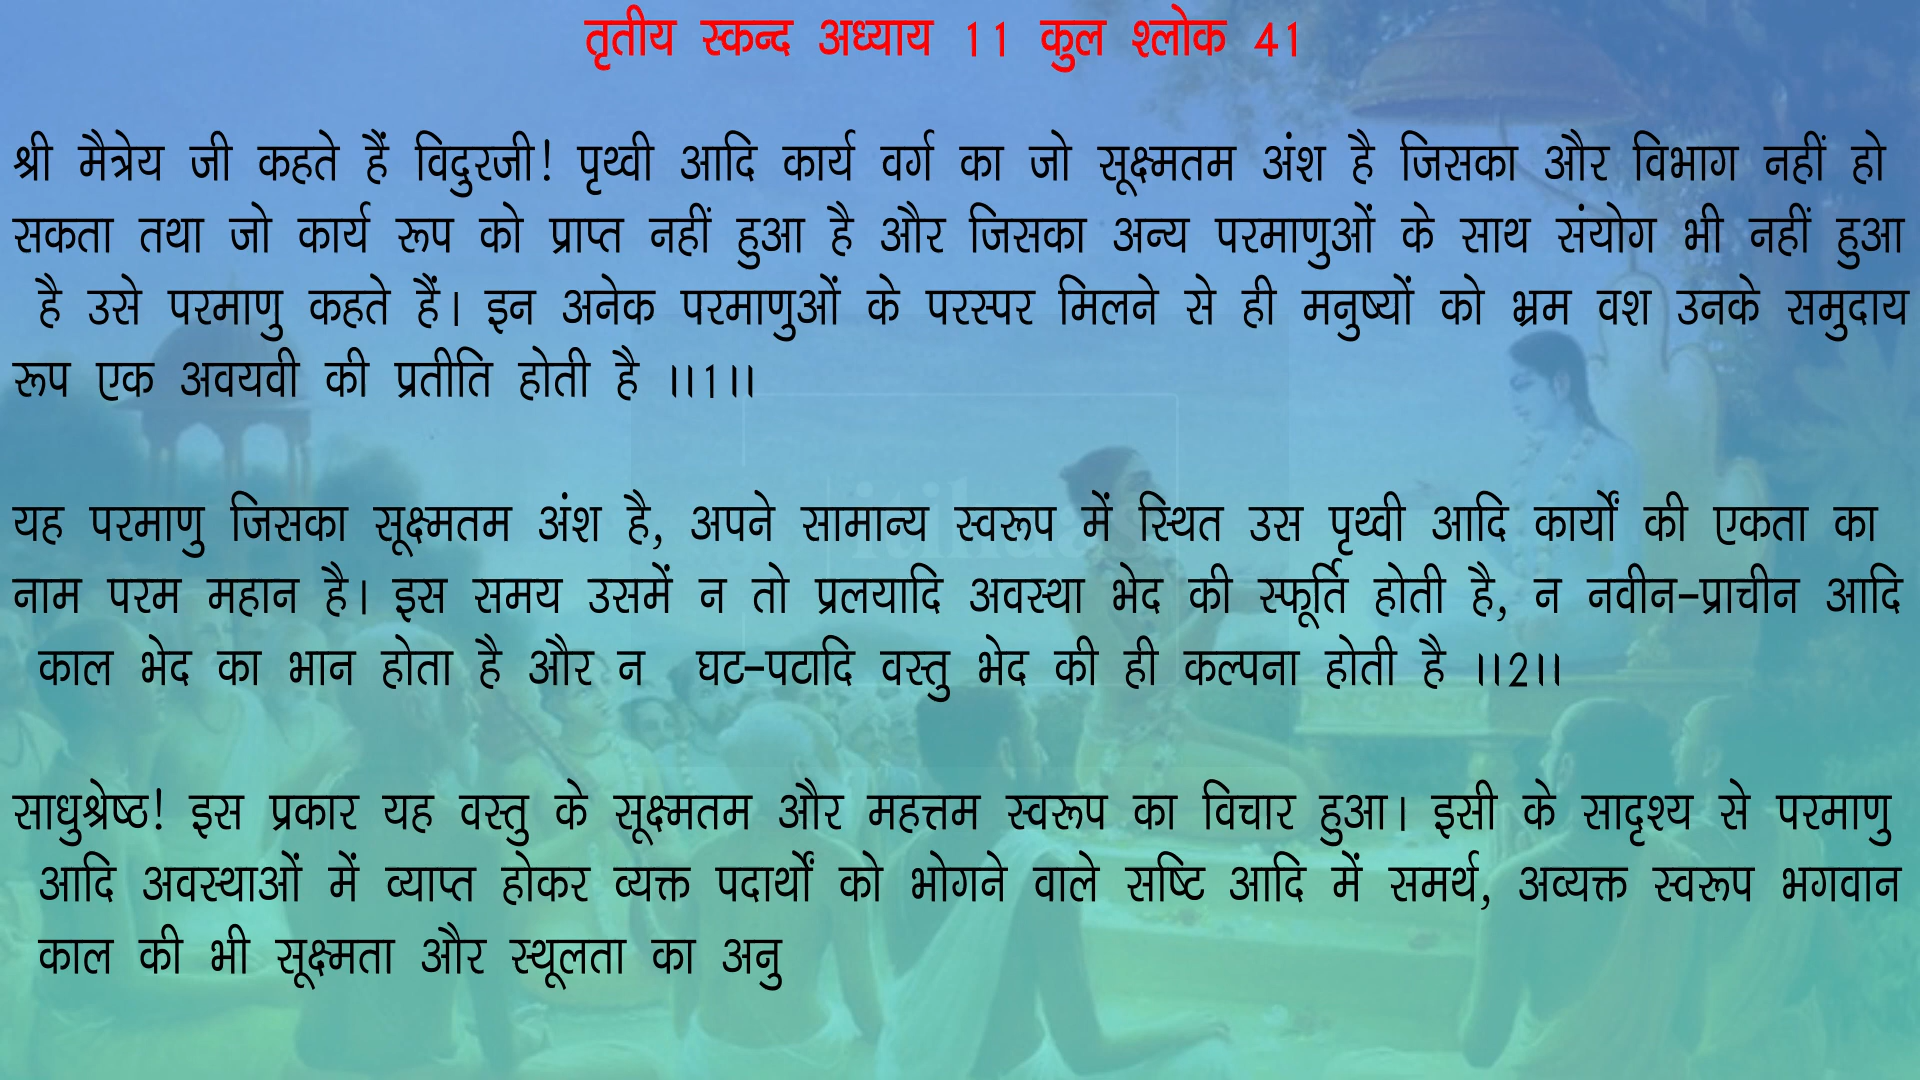 तृतीय स्कन्द अध्याय 11 कुल श्लोक 41
श्री मैत्रेय जी कहते हैं विदुरजी! पृथ्वी आदि कार्य वर्ग का जो सूक्ष्मतम अंश है जिसका और विभाग नहीं हो
सकता तथा जो कार्य रूप को प्राप्त नहीं हुआ है और जिसका अन्य परमाणुओं के साथ संयोग भी नहीं हुआ
है उसे परमाणु कहते हैं। इन अनेक परमाणुओं के परस्पर मिलने से ही मनुष्यों को भ्रम वश उनके समुदाय
रूप एक अवयवी की प्रतीति होती है ।।1।।
यह परमाणु जिसका सूक्ष्मतम अंश है, अपने सामान्य स्वरूप में स्थित उस पृथ्वी आदि कार्यों की एकता का
नाम परम महान है। इस समय उसमें न तो प्रलयादि अवस्था भेद की स्फूर्ति होती है, न नवीन-प्राचीन आदि
काल भेद का भान होता है और न घट-पटादि वस्तु भेद की ही कल्पना होती है ।।2।।
साधुश्रेष्ठ! इस प्रकार यह वस्तु के सूक्ष्मतम और महत्तम स्वरूप का विचार हुआ। इसी के सादृश्य से परमाणु
आदि अवस्थाओं में व्याप्त होकर व्यक्त पदार्थों को भोगने वाले सष्टि आदि में समर्थ, अव्यक्त स्वरूप भगवान
काल की भी सूक्ष्मता और स्थूलता का अनु